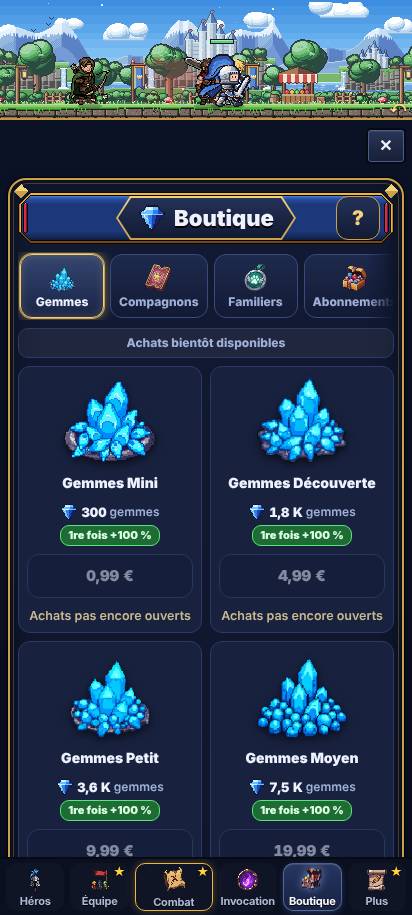 ×
Boutique
?
Gemmes
Compagnons
Familiers
Abonnement
Achats bientôt disponibles
Gemmes Mini
300 gemmes
1re fois +100 %
0,99 €
Achats pas encore ouverts
Gemmes Découverte
1,8 K gemmes
1re fois +100 %
4,99 €
Achats pas encore ouverts
Gemmes Petit
3,6 K gemmes
1re fois +100 %
9,99 €
Gemmes Moyen
7,5 K gemmes
1re fois +100 %
19,99 €
Héros
Équipe
Combat
Invocation
Boutique
Plus